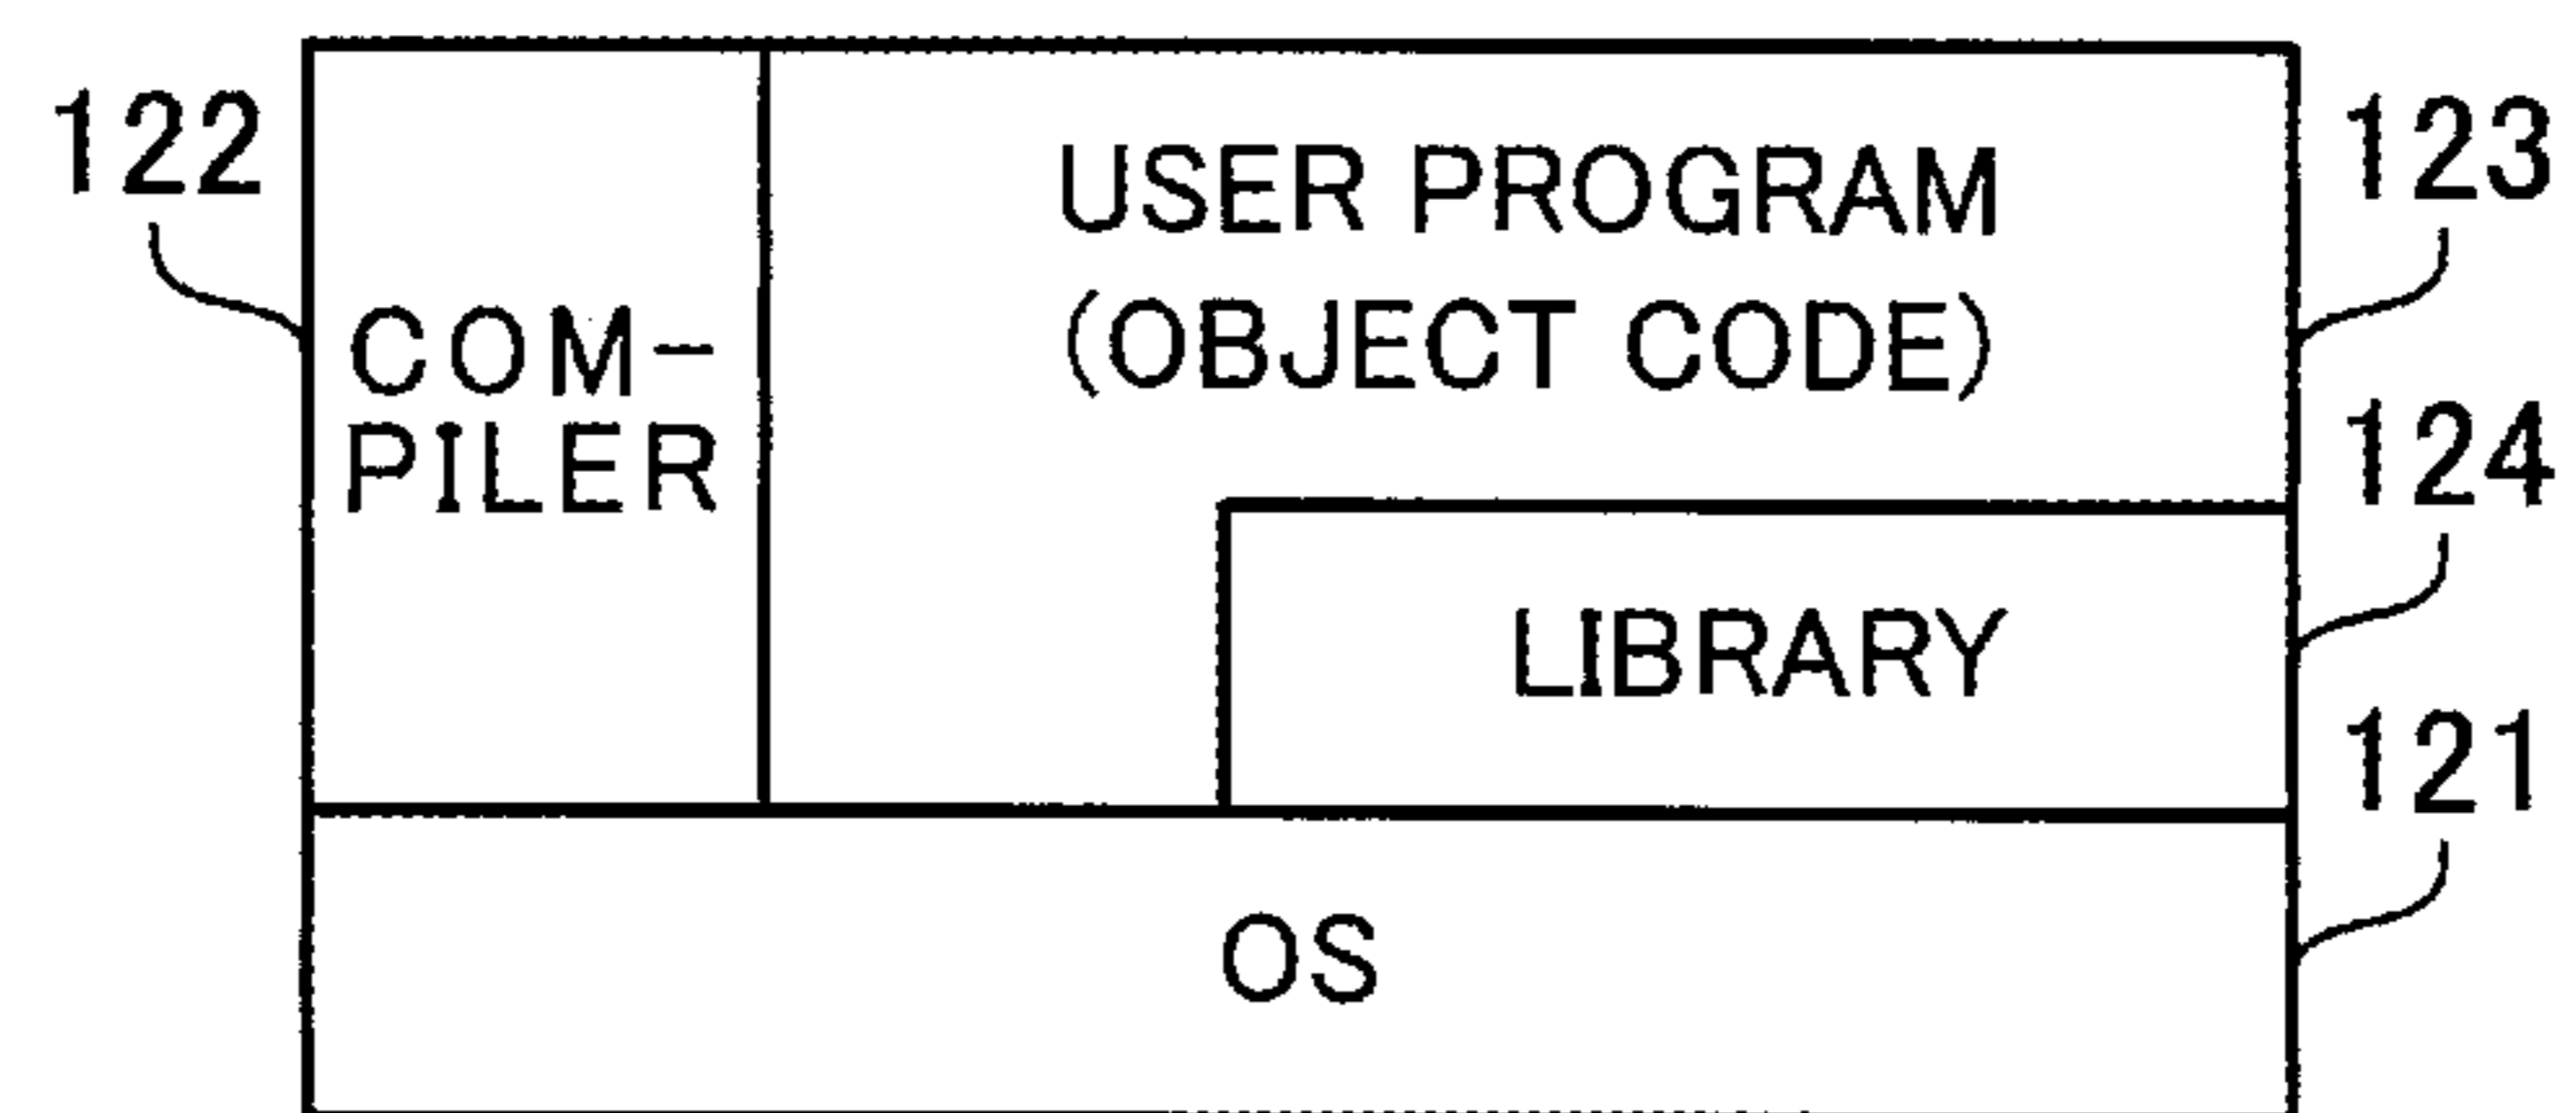 122
COM-
PILER
USER PROGRAM
(OBJECT CODE)
123
124
LIBRARY
121
OS